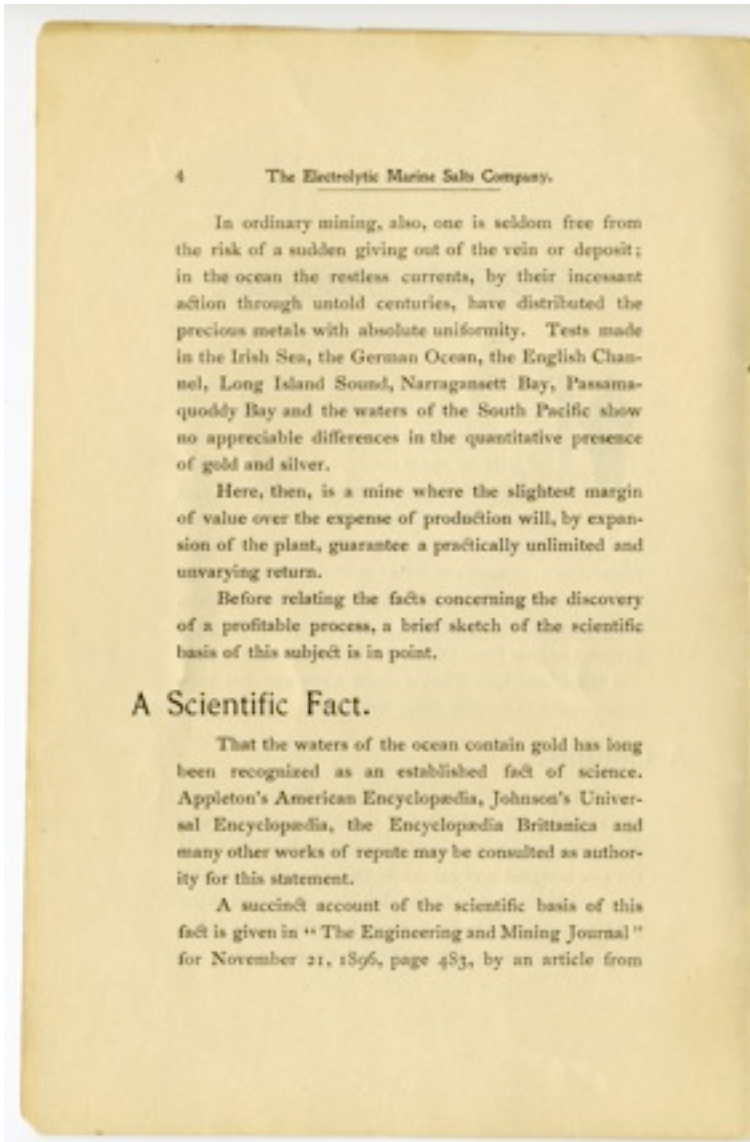 4 The Electrolytic Marine Salts Company.
In ordinary mining, also, one is seldom free from
the risk of a sudden giving out of the vein or deposit;
in the ocean the restless currents, by their incessant
action through untold centuries, have distributed the
precious metals with absolute uniformity. Tests made
in the Irish Sea, the German Ocean, the English Chan-
nel, Long Island Sound, Narragansett Bay, Passama-
quoddy Bay and the waters of the South Pacific show
no appreciable differences in the quantitative presence
of gold and silver.
Here, then, is a mine where the slightest margin
of value over the expense of production will, by expan-
sion of the plant, guarantee a practically unlimited and
unvarying return.
Before relating the facts concerning the discovery
of a profitable process, a brief sketch of the scientific
basis of this subject is in point.
A Scientific Fact.
That the waters of the ocean contain gold has long
been recognized as an established fact of science.
Appleton's American Encyclopædia, Johnson's Univer-
sal Encyclopædia, the Encyclopædia Brittanica and
many other works of repute may be consulted as author-
ity for this statement.
A succinct account of the scientific basis of this
fact is given in "The Engineering and Mining Journal"
for November 21, 1896, page 483, by an article from